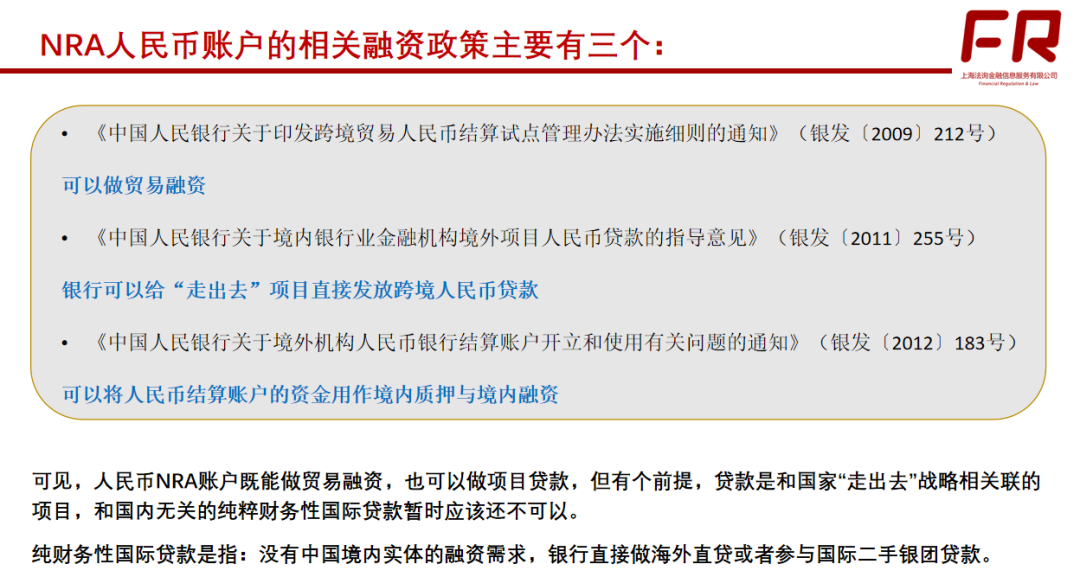 NRA人民币账户的相关融资政策主要有三个：
FR
上海法询金融信息服务有限公司
Financial Regulation & Law
• 《中国人民银行关于印发跨境贸易人民币结算试点管理办法实施细则的通知》（银发〔2009〕212号）
可以做贸易融资
• 《中国人民银行关于境内银行业金融机构境外项目人民币贷款的指导意见》（银发〔2011〕255号）
银行可以给“走出去”项目直接发放跨境人民币贷款
• 《中国人民银行关于境外机构人民币银行结算账户开立和使用有关问题的通知》（银发〔2012〕183号）
可以将人民币结算账户的资金用作境内质押与境内融资
可见，人民币NRA账户既能做贸易融资，也可以做项目贷款，但有个前提，贷款是和国家“走出去”战略相关联的
项目，和国内无关的纯粹财务性国际贷款暂时应该还不可以。
纯财务性国际贷款是指：没有中国境内实体的融资需求，银行直接做海外直贷或者参与国际二手银团贷款。